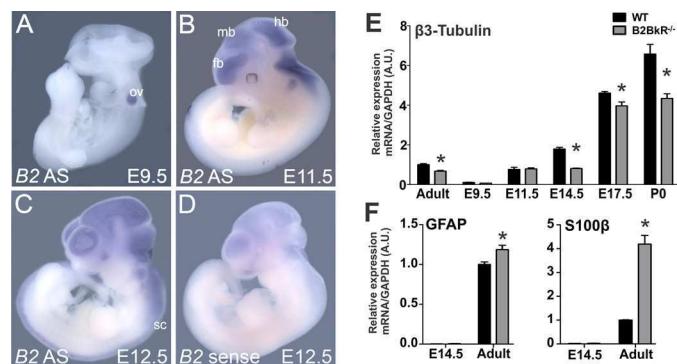 A
ov
B2 AS
E9.5
B
hb
mb
fb
B2 AS
E11.5
C
sc
B2 AS
E12.5
D
B2 sense
E12.5
E
β3-Tubulin
WT
B2BkR-/-
Relative expression
mRNA/GAPDH (A.U.)
8
6
4
2
0
*
*
*
*
Adult E9.5 E11.5 E14.5 E17.5 P0
F
GFAP
Relative expression
mRNA/GAPDH (A.U.)
1.5
1.0
0.5
0.0
*
E14.5 Adult
S100β
5
4
3
2
1
0
*
E14.5 Adult